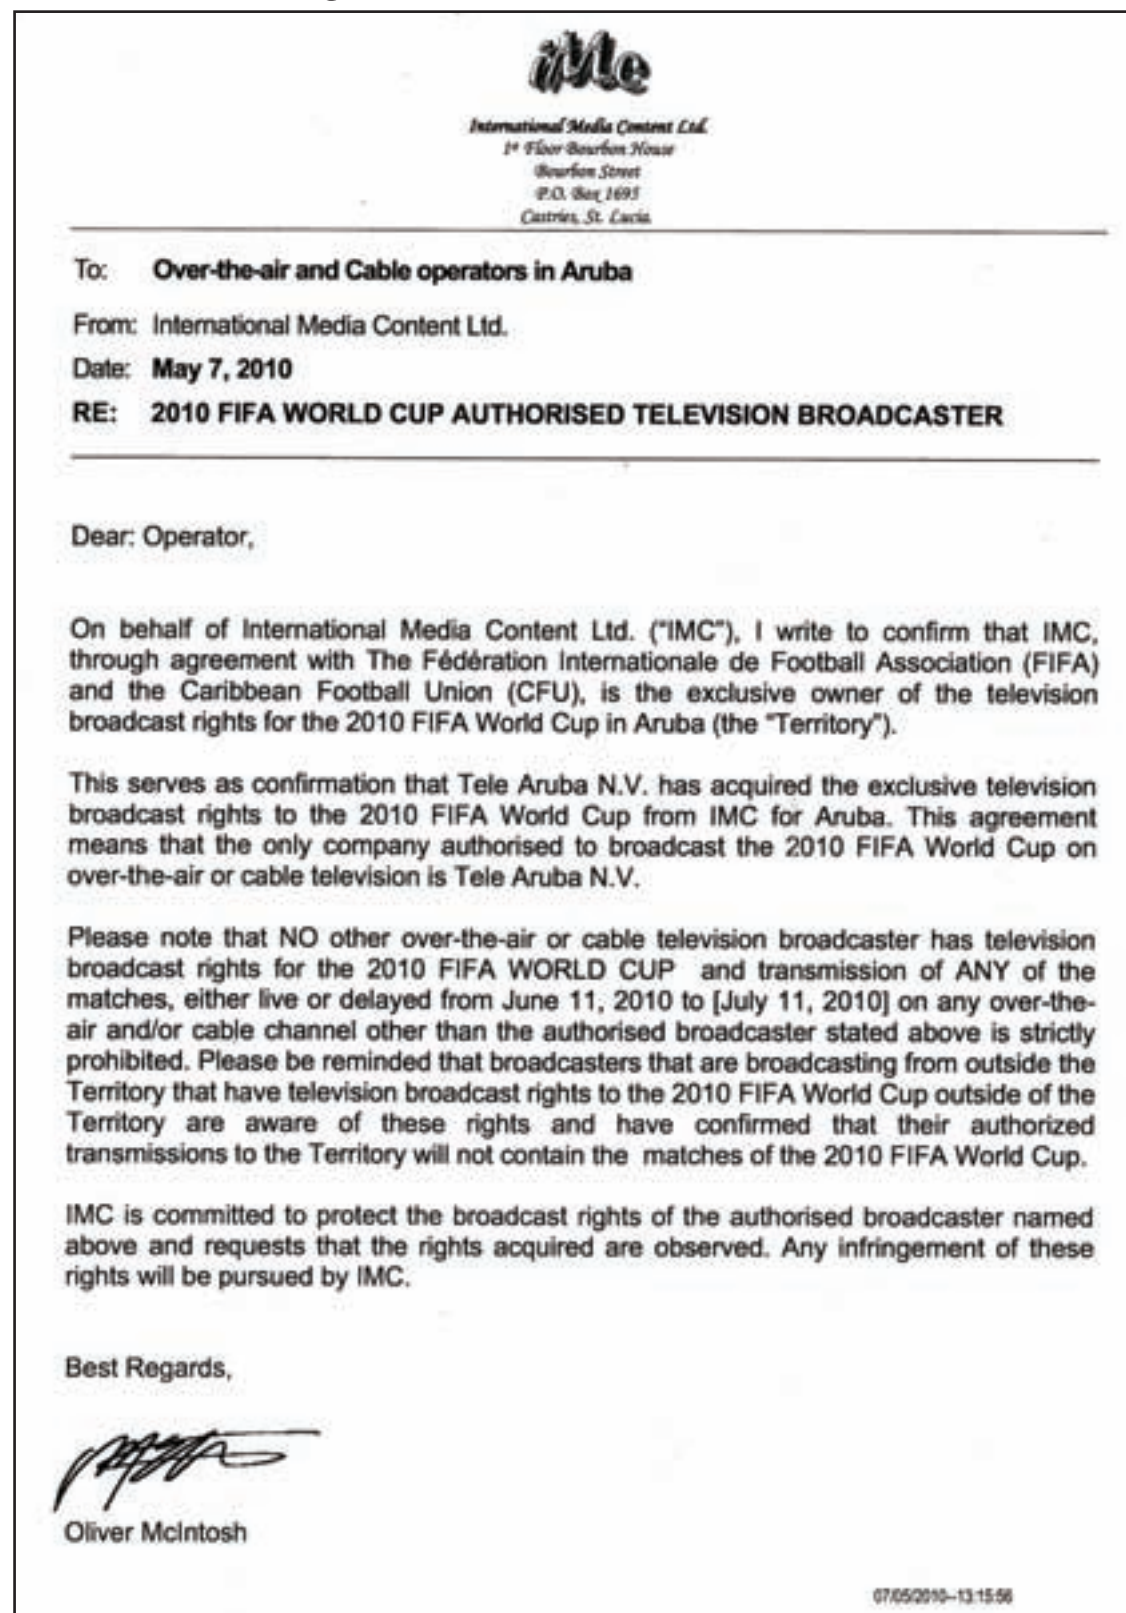 iMc
International Media Content Ltd.
1st Floor Bourbon House
Bourbon Street
P.O. Box 1695
Castries, St. Lucia
To: Over-the-air and Cable operators in Aruba
From: International Media Content Ltd.
Date: May 7, 2010
RE: 2010 FIFA WORLD CUP AUTHORISED TELEVISION BROADCASTER
Dear: Operator,
On behalf of International Media Content Ltd. ("IMC"), I write to confirm that IMC,
through agreement with The Fédération Internationale de Football Association (FIFA)
and the Caribbean Football Union (CFU), is the exclusive owner of the television
broadcast rights for the 2010 FIFA World Cup in Aruba (the "Territory").
This serves as confirmation that Tele Aruba N.V. has acquired the exclusive television
broadcast rights to the 2010 FIFA World Cup from IMC for Aruba. This agreement
means that the only company authorised to broadcast the 2010 FIFA World Cup on
over-the-air or cable television is Tele Aruba N.V.
Please note that NO other over-the-air or cable television broadcaster has television
broadcast rights for the 2010 FIFA WORLD CUP and transmission of ANY of the
matches, either live or delayed from June 11, 2010 to [July 11, 2010] on any over-the-
air and/or cable channel other than the authorised broadcaster stated above is strictly
prohibited. Please be reminded that broadcasters that are broadcasting from outside the
Territory that have television broadcast rights to the 2010 FIFA World Cup outside of the
Territory are aware of these rights and have confirmed that their authorized
transmissions to the Territory will not contain the matches of the 2010 FIFA World Cup.
IMC is committed to protect the broadcast rights of the authorised broadcaster named
above and requests that the rights acquired are observed. Any infringement of these
rights will be pursued by IMC.
Best Regards,
Oliver McIntosh
07/05/2010--13:15:56